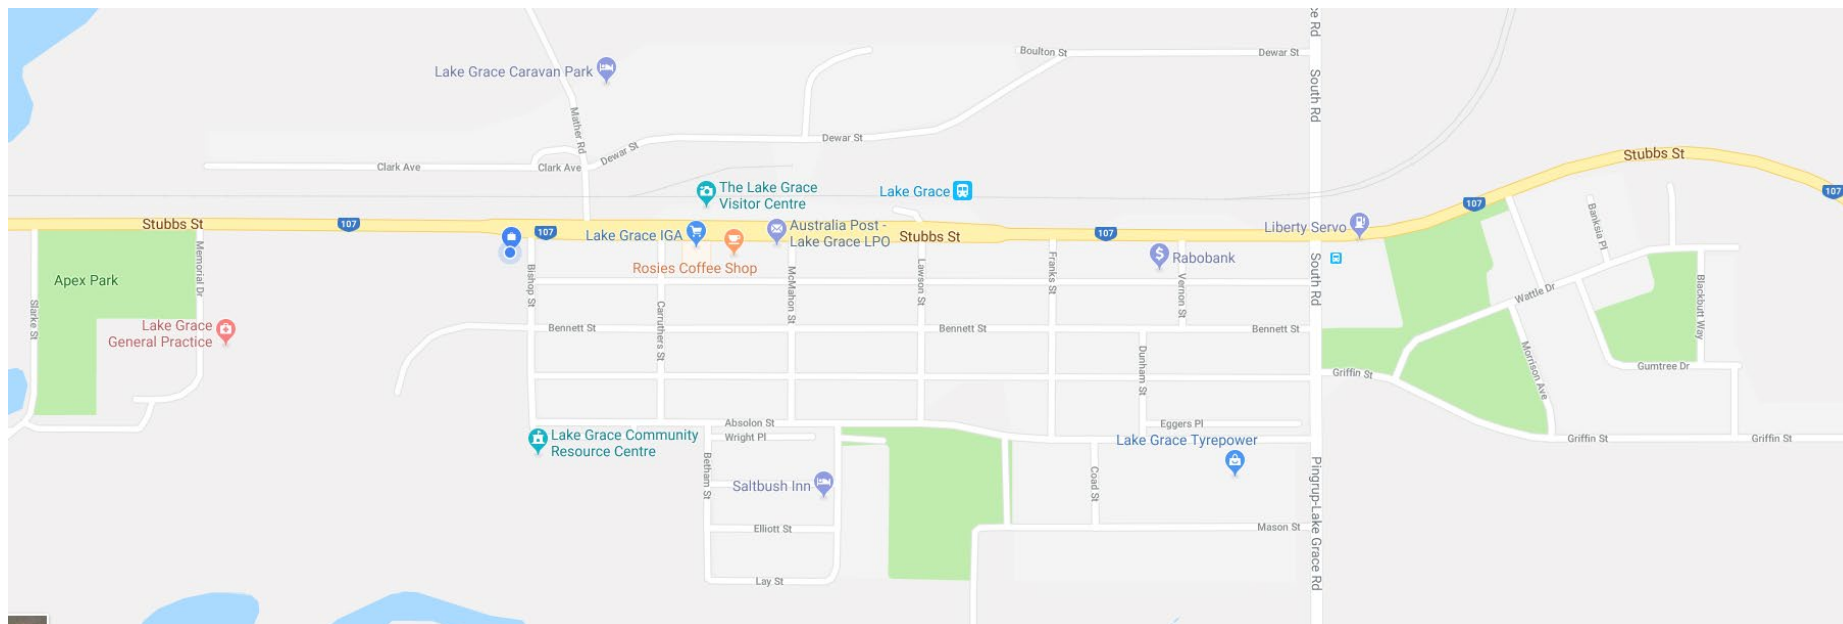 ce Rd
Boulton St
Dewar St
Lake Grace Caravan Park
South Rd
Mather Rd
Dewar St
Dewar St
Clark Ave
Clark Ave
Stubbs St
The Lake Grace
Visitor Centre
Lake Grace
107
107
Stubbs St
107
107
Lake Grace IGA
Australia Post -
Lake Grace LPO
Stubbs St
107
Liberty Servo
Banksia Pl
Memorial Dr
Rosies Coffee Shop
Rabobank
Apex Park
Bishop St
McMahon St
Lawson St
Franks St
Vernon St
South Rd
Wattle Dr
Blackbutt Way
Slarke St
Lake Grace
General Practice
Bennett St
Carruthers St
Bennett St
Bennett St
Dunham St
Griffin St
Morrison Ave
Gumtree Dr
Absolon St
Wright Pl
Eggers Pl
Lake Grace Community
Resource Centre
Lake Grace Tyrepower
Griffin St
Griffin St
Betham St
Saltbush Inn
Coad St
Pingrup-Lake Grace Rd
Elliott St
Mason St
Lay St